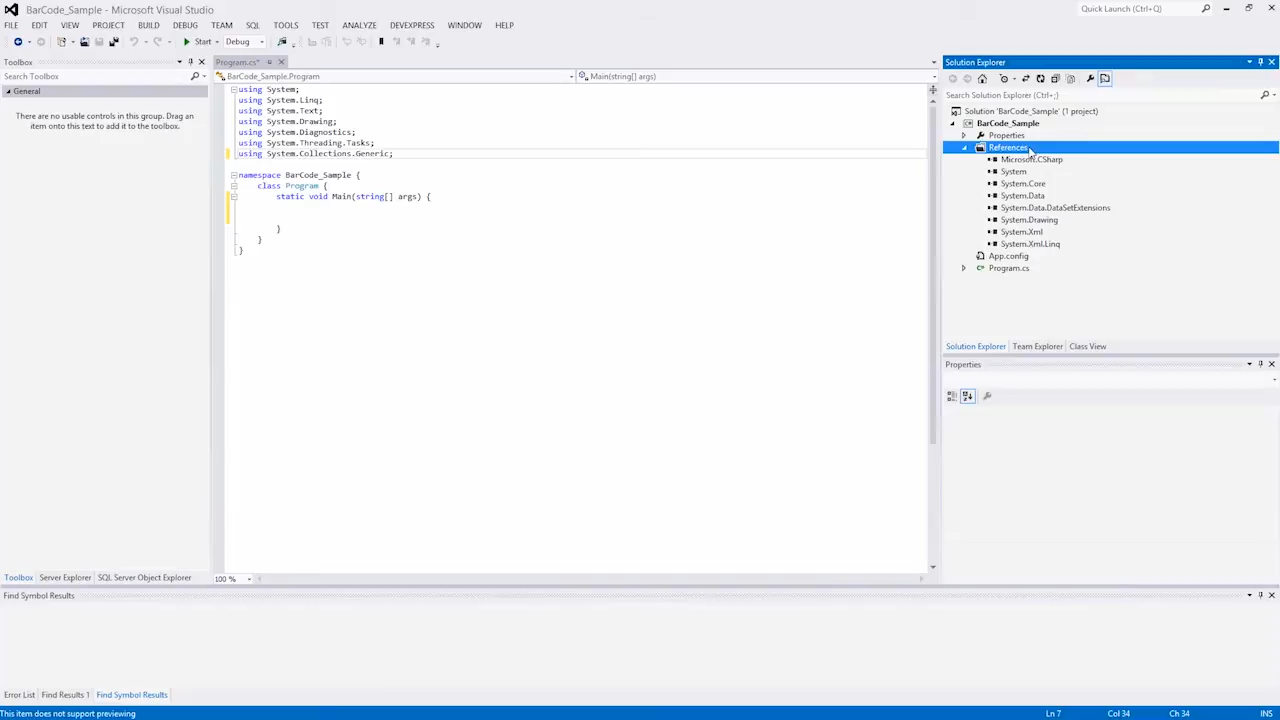 BarCode_Sample - Microsoft Visual Studio
Quick Launch (Ctrl+Q)
FILE EDIT VIEW PROJECT BUILD DEBUG TEAM SQL TOOLS TEST ANALYZE DEVEXPRESS WINDOW HELP
Start Debug
Toolbox
Search Toolbox
General
There are no usable controls in this group. Drag an
item onto this text to add it to the toolbox.
Toolbox Server Explorer SQL Server Object Explorer
Program.cs*
BarCode_Sample.Program Main(string[] args)
using System;
using System.Linq;
using System.Text;
using System.Drawing;
using System.Diagnostics;
using System.Threading.Tasks;
using System.Collections.Generic;
namespace BarCode_Sample {
class Program {
static void Main(string[] args) {
}
}
}
100 %
Solution Explorer
Search Solution Explorer (Ctrl+;)
Solution 'BarCode_Sample' (1 project)
BarCode_Sample
Properties
References
Microsoft.CSharp
System
System.Core
System.Data
System.Data.DataSetExtensions
System.Drawing
System.Xml
System.Xml.Linq
App.config
Program.cs
Solution Explorer Team Explorer Class View
Properties
Find Symbol Results
Error List Find Results 1 Find Symbol Results
This item does not support previewing Ln 7 Col 34 Ch 34 INS